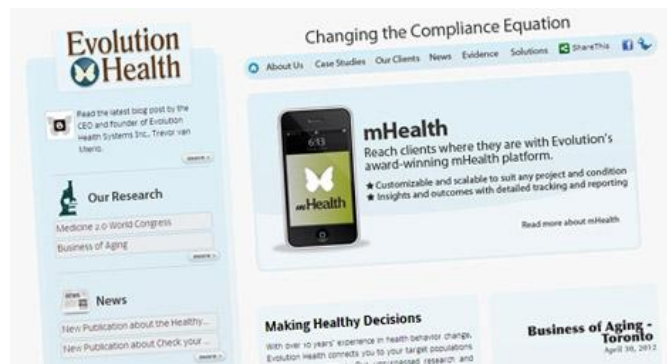 Evolution
Health
Read the latest blog post by the
CEO and founder of Evolution
Health Systems Inc., Trevor van
Mierlo.
more
Our Research
Medicine 2.0 World Congress
Business of Aging
more
NEWS
News
New Publication about the Healthy...
New Publication about Check your ...
more
Changing the Compliance Equation
About Us Case Studies Our Clients News Evidence Solutions ShareThis
6:13
mHealth
mHealth
Reach clients where they are with Evolution's
award-winning mHealth platform.
★ Customizable and scalable to suit any project and condition
★ Insights and outcomes with detailed tracking and reporting
Read more about mHealth
Making Healthy Decisions
With over 10 years' experience in health behavior change,
Evolution Health connects you to your target populations
research and
Business of Aging -
Toronto
April 30, 2012